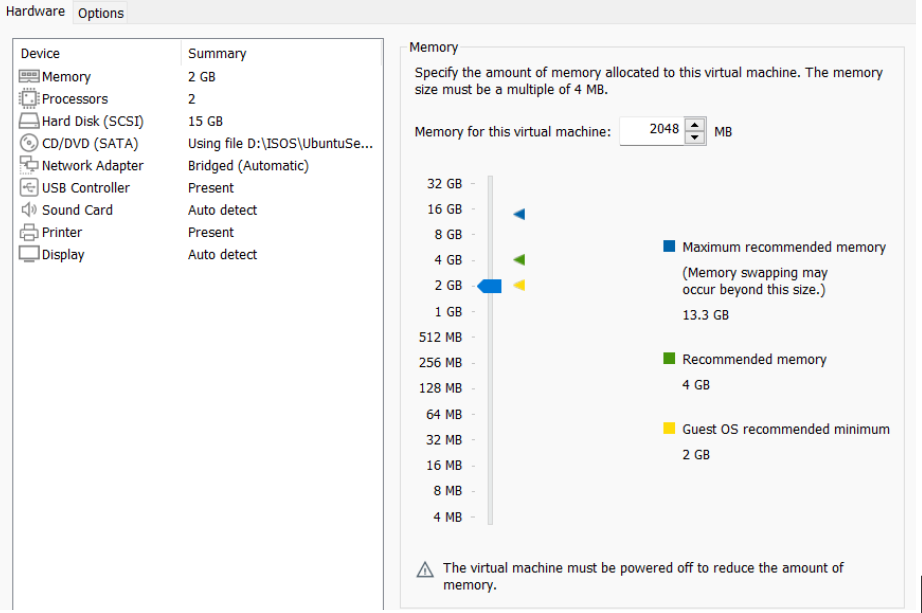 Hardware Options
Device Summary
Memory 2 GB
Processors 2
Hard Disk (SCSI) 15 GB
CD/DVD (SATA) Using file D:\ISOS\UbuntuSe...
Network Adapter Bridged (Automatic)
USB Controller Present
Sound Card Auto detect
Printer Present
Display Auto detect
Memory
Specify the amount of memory allocated to this virtual machine. The memory
size must be a multiple of 4 MB.
Memory for this virtual machine: 2048 MB
32 GB
16 GB
8 GB
4 GB
2 GB
1 GB
512 MB
256 MB
128 MB
64 MB
32 MB
16 MB
8 MB
4 MB
Maximum recommended memory
(Memory swapping may
occur beyond this size.)
13.3 GB
Recommended memory
4 GB
Guest OS recommended minimum
2 GB
The virtual machine must be powered off to reduce the amount of
memory.